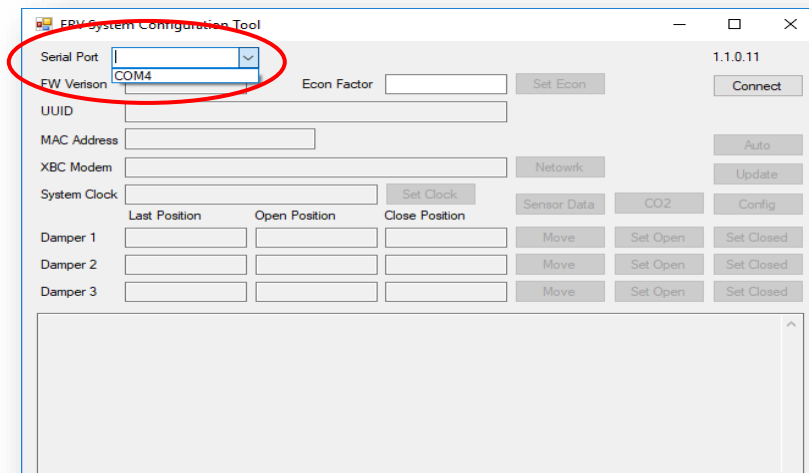 ERV System Configuration Tool
Serial Port 1.1.0.11
COM4
FW Verison Econ Factor Set Econ Connect
UUID
MAC Address Auto
XBC Modem Netowrk Update
System Clock Set Clock Sensor Data CO2 Config
Last Position Open Position Close Position
Damper 1 Move Set Open Set Closed
Damper 2 Move Set Open Set Closed
Damper 3 Move Set Open Set Closed